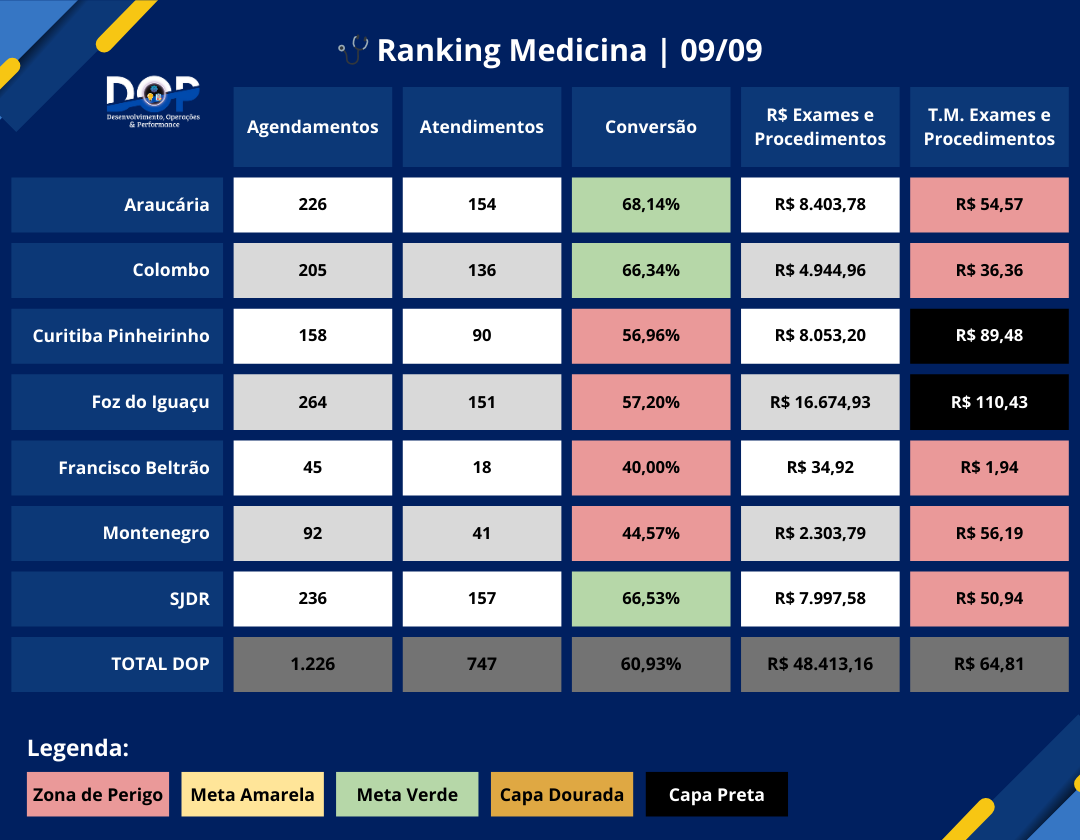 Ranking Medicina | 09/09
DOP
Desenvolvimento, Operações
& Performance
Agendamentos
Atendimentos
Conversão
R$ Exames e
Procedimentos
T.M. Exames e
Procedimentos
Araucária 226 154 68,14% R$ 8.403,78 R$ 54,57
Colombo 205 136 66,34% R$ 4.944,96 R$ 36,36
Curitiba Pinheirinho 158 90 56,96% R$ 8.053,20 R$ 89,48
Foz do Iguaçu 264 151 57,20% R$ 16.674,93 R$ 110,43
Francisco Beltrão 45 18 40,00% R$ 34,92 R$ 1,94
Montenegro 92 41 44,57% R$ 2.303,79 R$ 56,19
SJDR 236 157 66,53% R$ 7.997,58 R$ 50,94
TOTAL DOP 1.226 747 60,93% R$ 48.413,16 R$ 64,81
Legenda:
Zona de Perigo Meta Amarela Meta Verde Capa Dourada Capa Preta